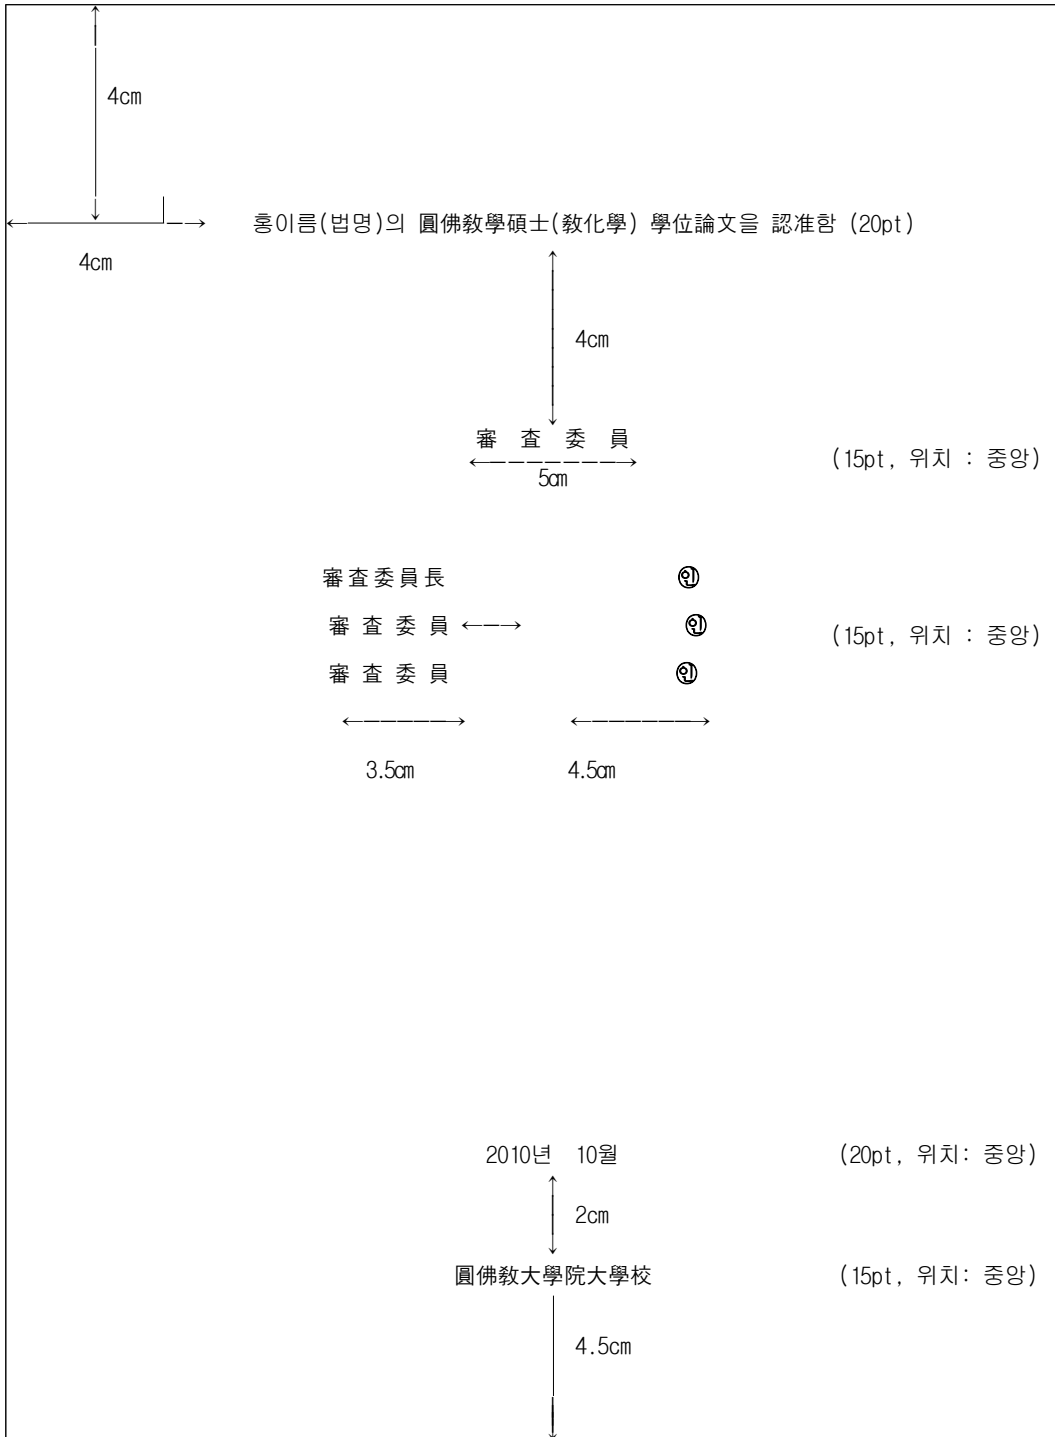 4cm
홍이름(법명)의 圓佛敎學碩士(敎化學) 學位論文을 認准함 (20pt)
4cm
4cm
審 査 委 員
(15pt, 위치 : 중앙)
5㎝
審査委員長 ㊞
審 査 委 員 ㊞
(15pt, 위치 : 중앙)
審 査 委 員 ㊞
3.5㎝ 4.5㎝
2010년 10월 (20pt, 위치: 중앙)
2cm
圓佛敎大學院大學校 (15pt, 위치: 중앙)
4.5cm